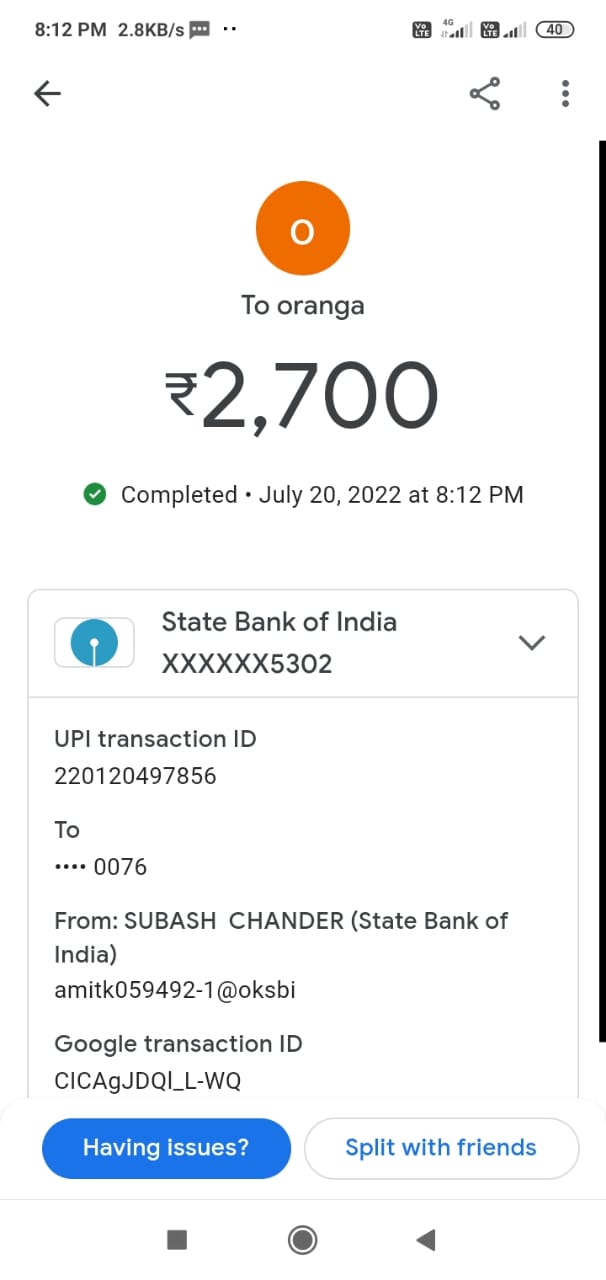 8:12 PM 2.8KB/s
Vo LTE 4G Vo LTE 40
O
To oranga
₹2,700
Completed • July 20, 2022 at 8:12 PM
State Bank of India
XXXXXX5302
UPI transaction ID
220120497856
To
•••• 0076
From: SUBASH CHANDER (State Bank of
India)
amitk059492-1@oksbi
Google transaction ID
CICAgJDQl_L-WQ
Having issues?
Split with friends